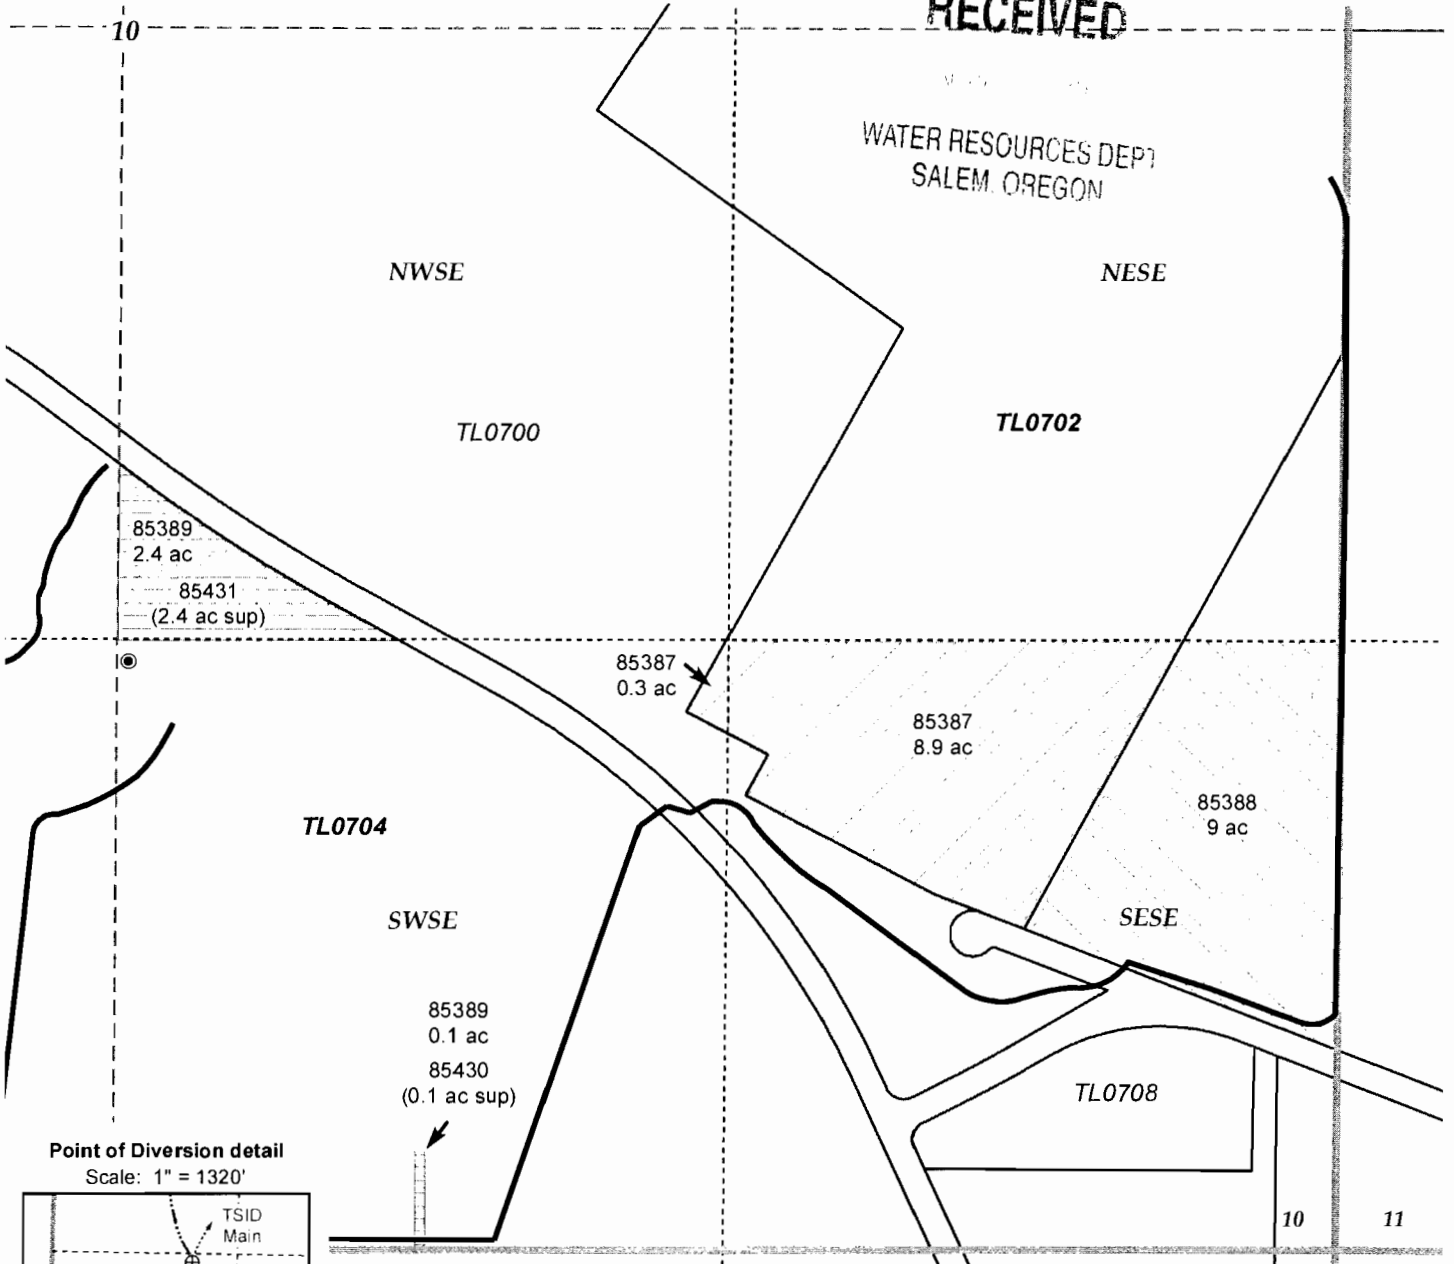 RECEIVED
10
WATER RESOURCES DEPT
SALEM, OREGON
NWSE
NESE
TL0700
TL0702
85389
2.4 ac
85431
(2.4 ac sup)
85387
0.3 ac
85387
8.9 ac
85388
9 ac
TL0704
SWSE
SESE
85389
0.1 ac
85430
(0.1 ac sup)
TL0708
Point of Diversion detail
Scale: 1" = 1320'
TSID
Main
10
11